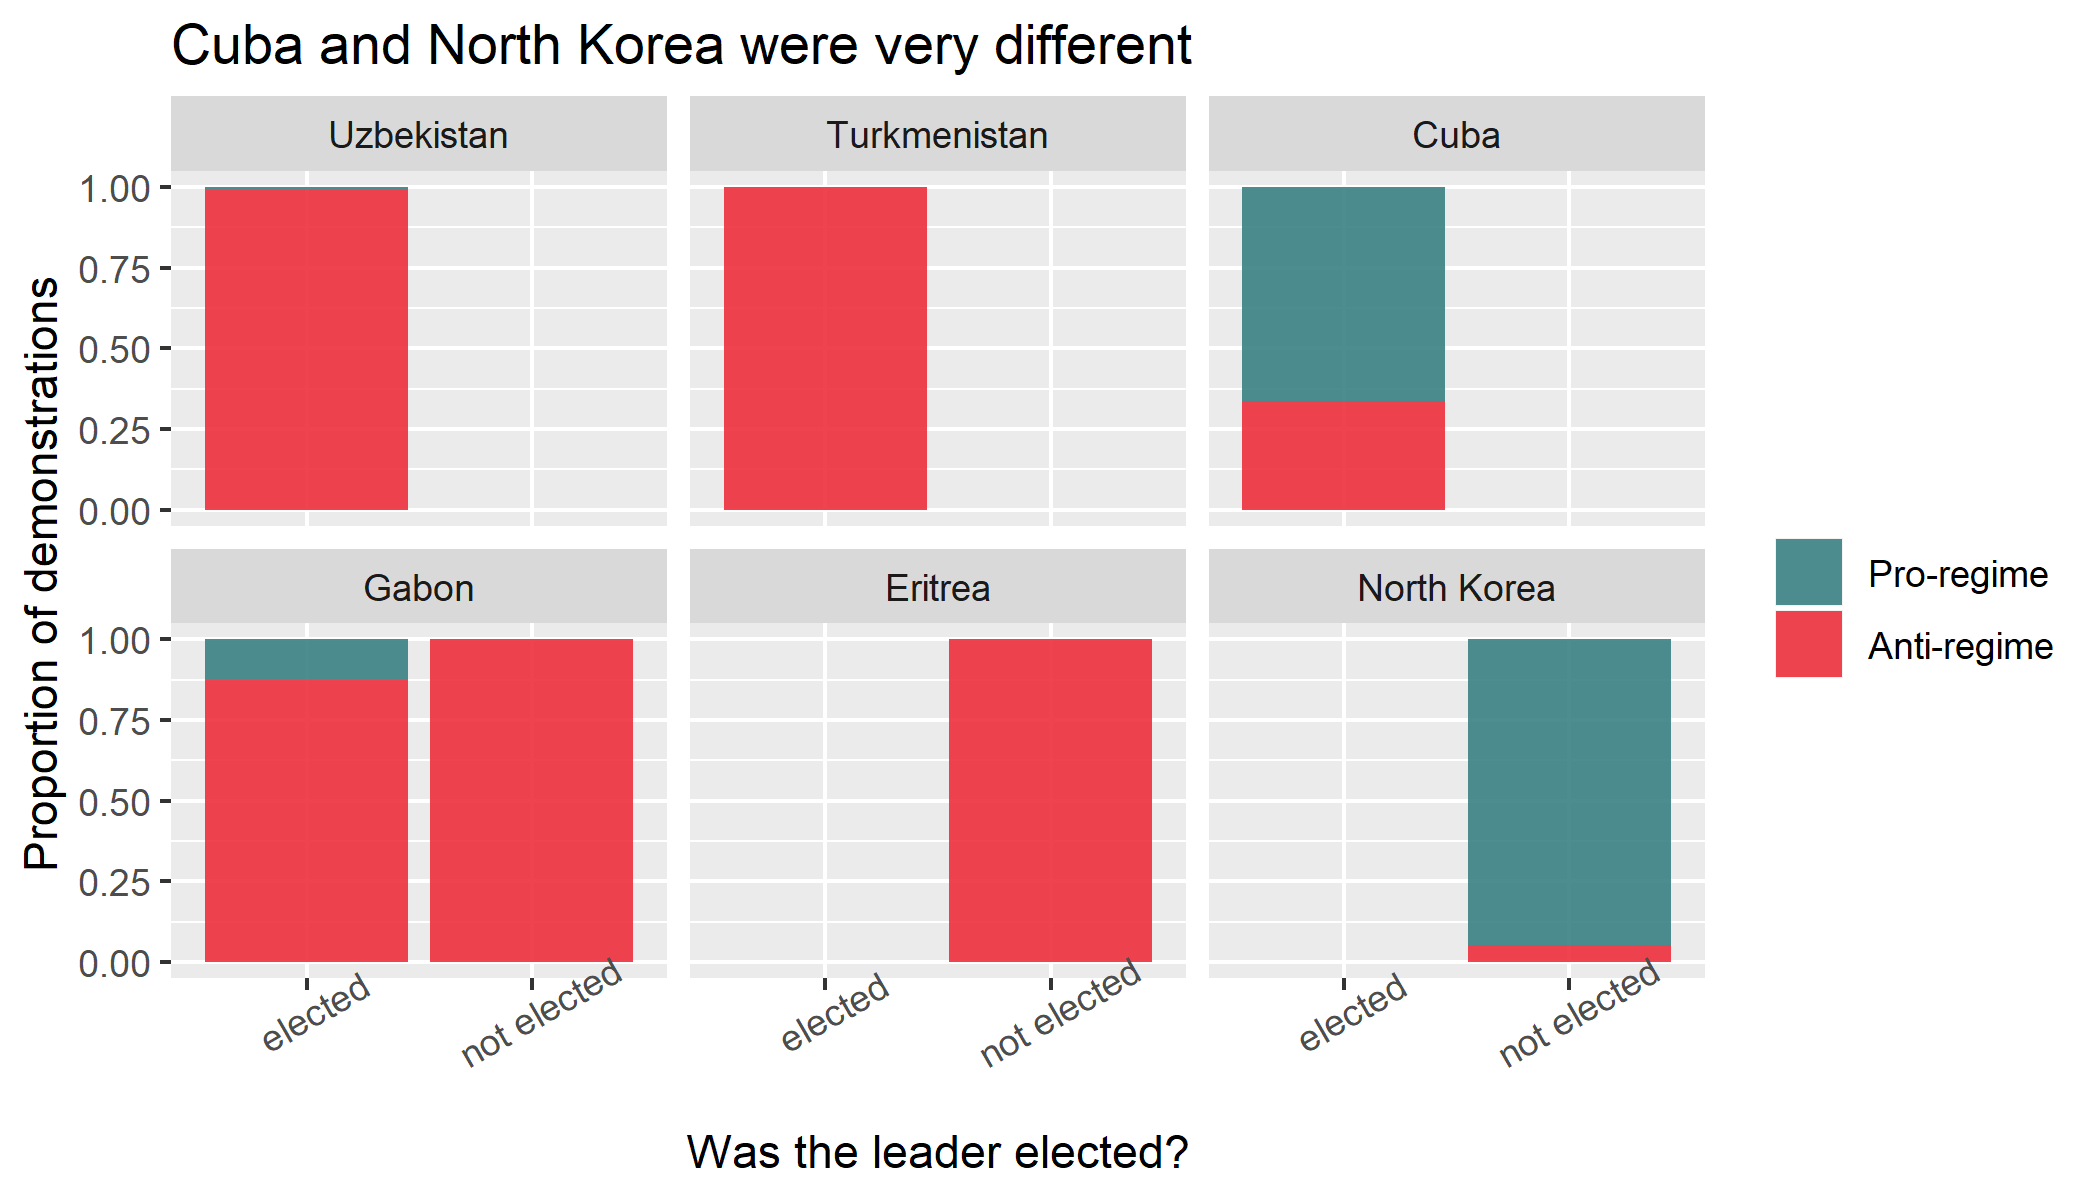 Cuba and North Korea were very different
Uzbekistan
Turkmenistan
Cuba
1.00
0.75
0.50
0.25
0.00
Gabon
Eritrea
North Korea
1.00
0.75
0.50
0.25
0.00
elected
not elected
elected
not elected
elected
not elected
Proportion of demonstrations
Was the leader elected?
Pro-regime
Anti-regime